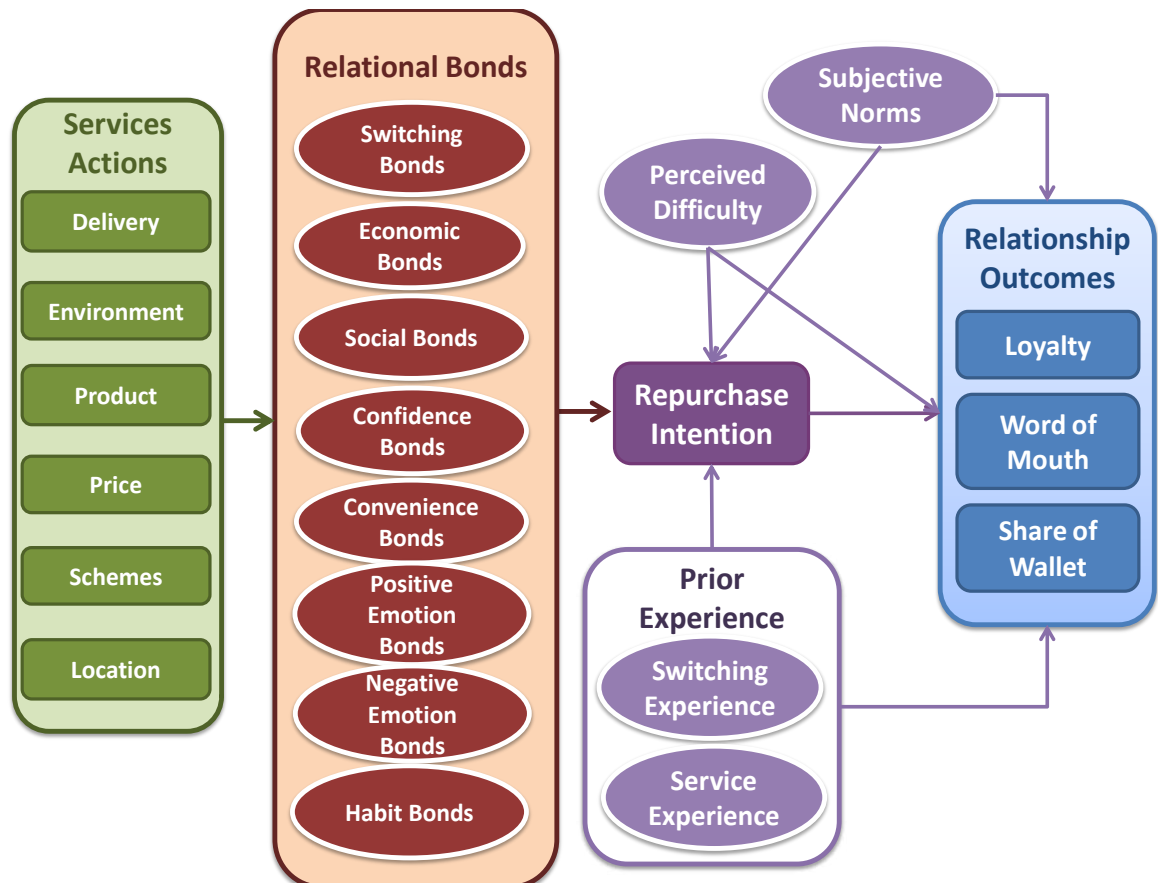 Services
Actions
Delivery
Environment
Product
Price
Schemes
Location
Relational Bonds
Switching
Bonds
Economic
Bonds
Social Bonds
Confidence
Bonds
Convenience
Bonds
Positive
Emotion
Bonds
Negative
Emotion
Bonds
Habit Bonds
Subjective
Norms
Perceived
Difficulty
Repurchase
Intention
Prior
Experience
Switching
Experience
Service
Experience
Relationship
Outcomes
Loyalty
Word of
Mouth
Share of
Wallet